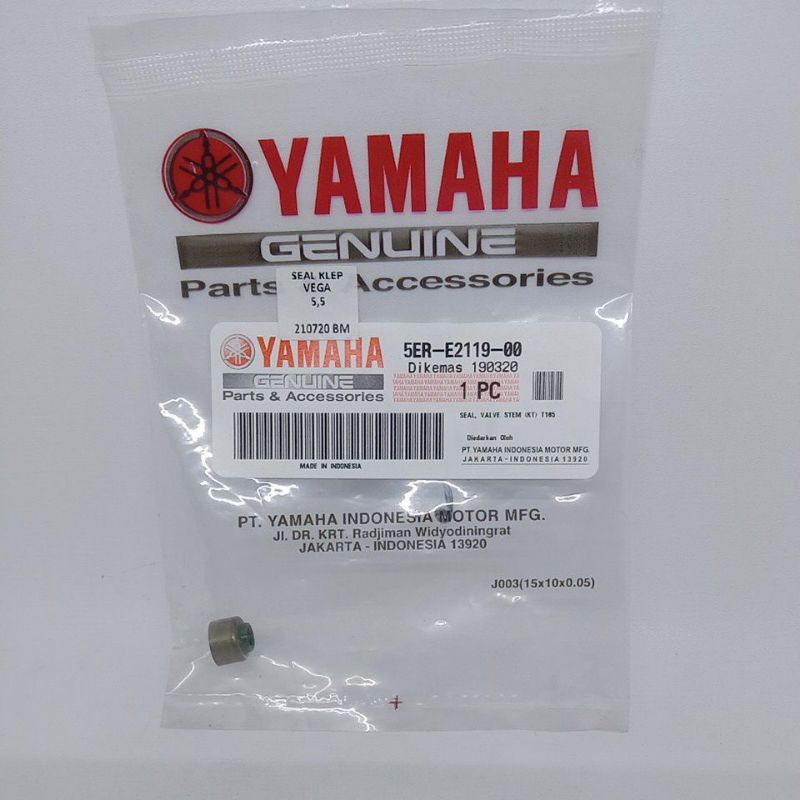 YAMAHA
GENUINE
Parts Accessories
SEAL KLEP
VEGA
5,5
210720 BM
YAMAHA
GENUINE
Parts & Accessories
5ER-E2119-00
Dikemas 190320
1 PC
SEAL, VALVE STEM (KT) T105
Diedarkan Oleh
PT. YAMAHA INDONESIA MOTOR MFG.
JAKARTA - INDONESIA 13920
MADE IN INDONESIA
PT. YAMAHA INDONESIA MOTOR MFG.
Jl. DR. KRT. Radjiman Widyodiningrat
JAKARTA - INDONESIA 13920
J003(15x10x0.05)